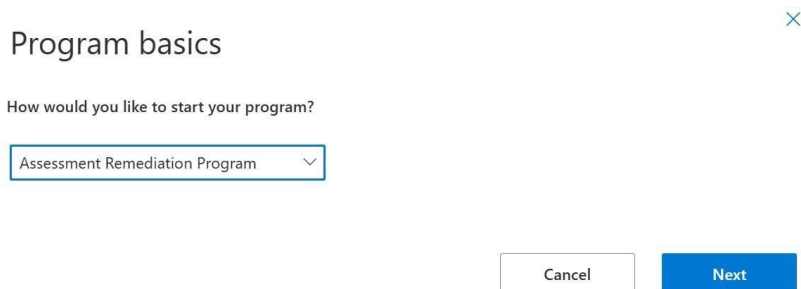 Program basics
How would you like to start your program?
Assessment Remediation Program
Cancel
Next